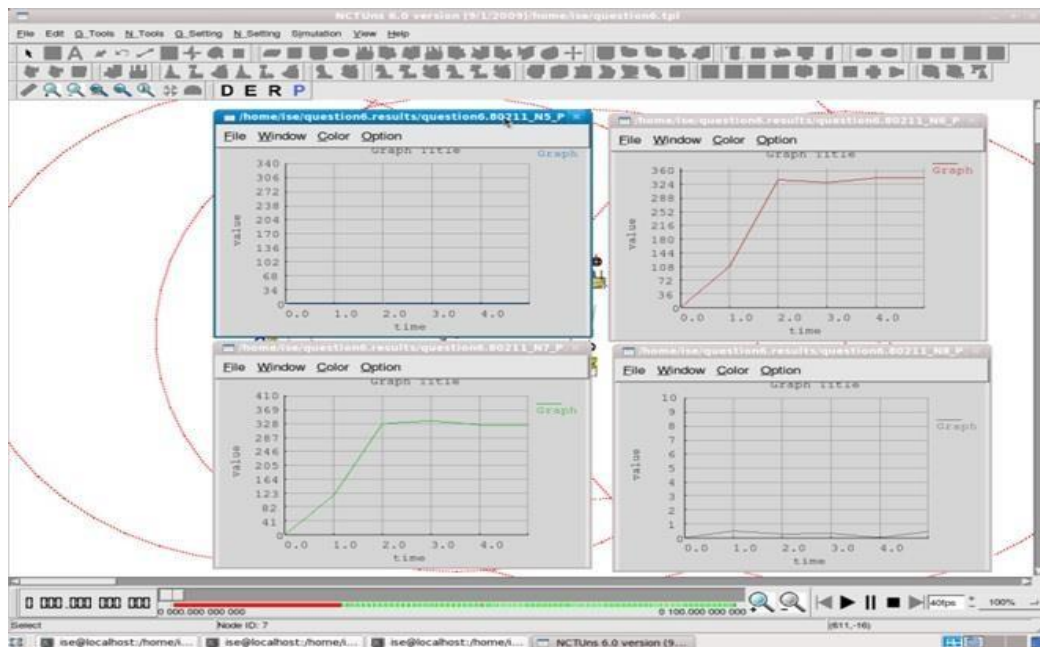 NCTUns 6.0 version (9/1/2009)/home/ise/question6.tpl
File Edit G_Tools N_Tools G_Setting N_Setting Simulation View Help
D E R P
/home/ise/question6.results/question6.80211_N5_P
File Window Color Option
Graph Title
Graph
340
306
272
238
204
170
136
102
68
34
0
value
0.0 1.0 2.0 3.0 4.0
time
/home/ise/question6.results/question6.80211_N6_P
File Window Color Option
Graph Title
Graph
360
324
288
252
216
180
144
108
72
36
0
value
0.0 1.0 2.0 3.0 4.0
time
/home/ise/question6.results/question6.80211_N7_P
File Window Color Option
Graph Title
Graph
410
369
328
287
246
205
164
123
82
41
0
value
0.0 1.0 2.0 3.0 4.0
time
/home/ise/question6.results/question6.80211_N8_P
File Window Color Option
Graph Title
Graph
10
9
8
7
6
5
4
3
2
1
0
value
0.0 1.0 2.0 3.0 4.0
time
0 000.000 000 000
0 000.000 000 000
0 100.000 000 000
40fps
100%
Select
Node ID: 7
(611,-16)
ise@localhost:/home/i...
ise@localhost:/home/i...
ise@localhost:/home/i...
NCTUns 6.0 version (9...